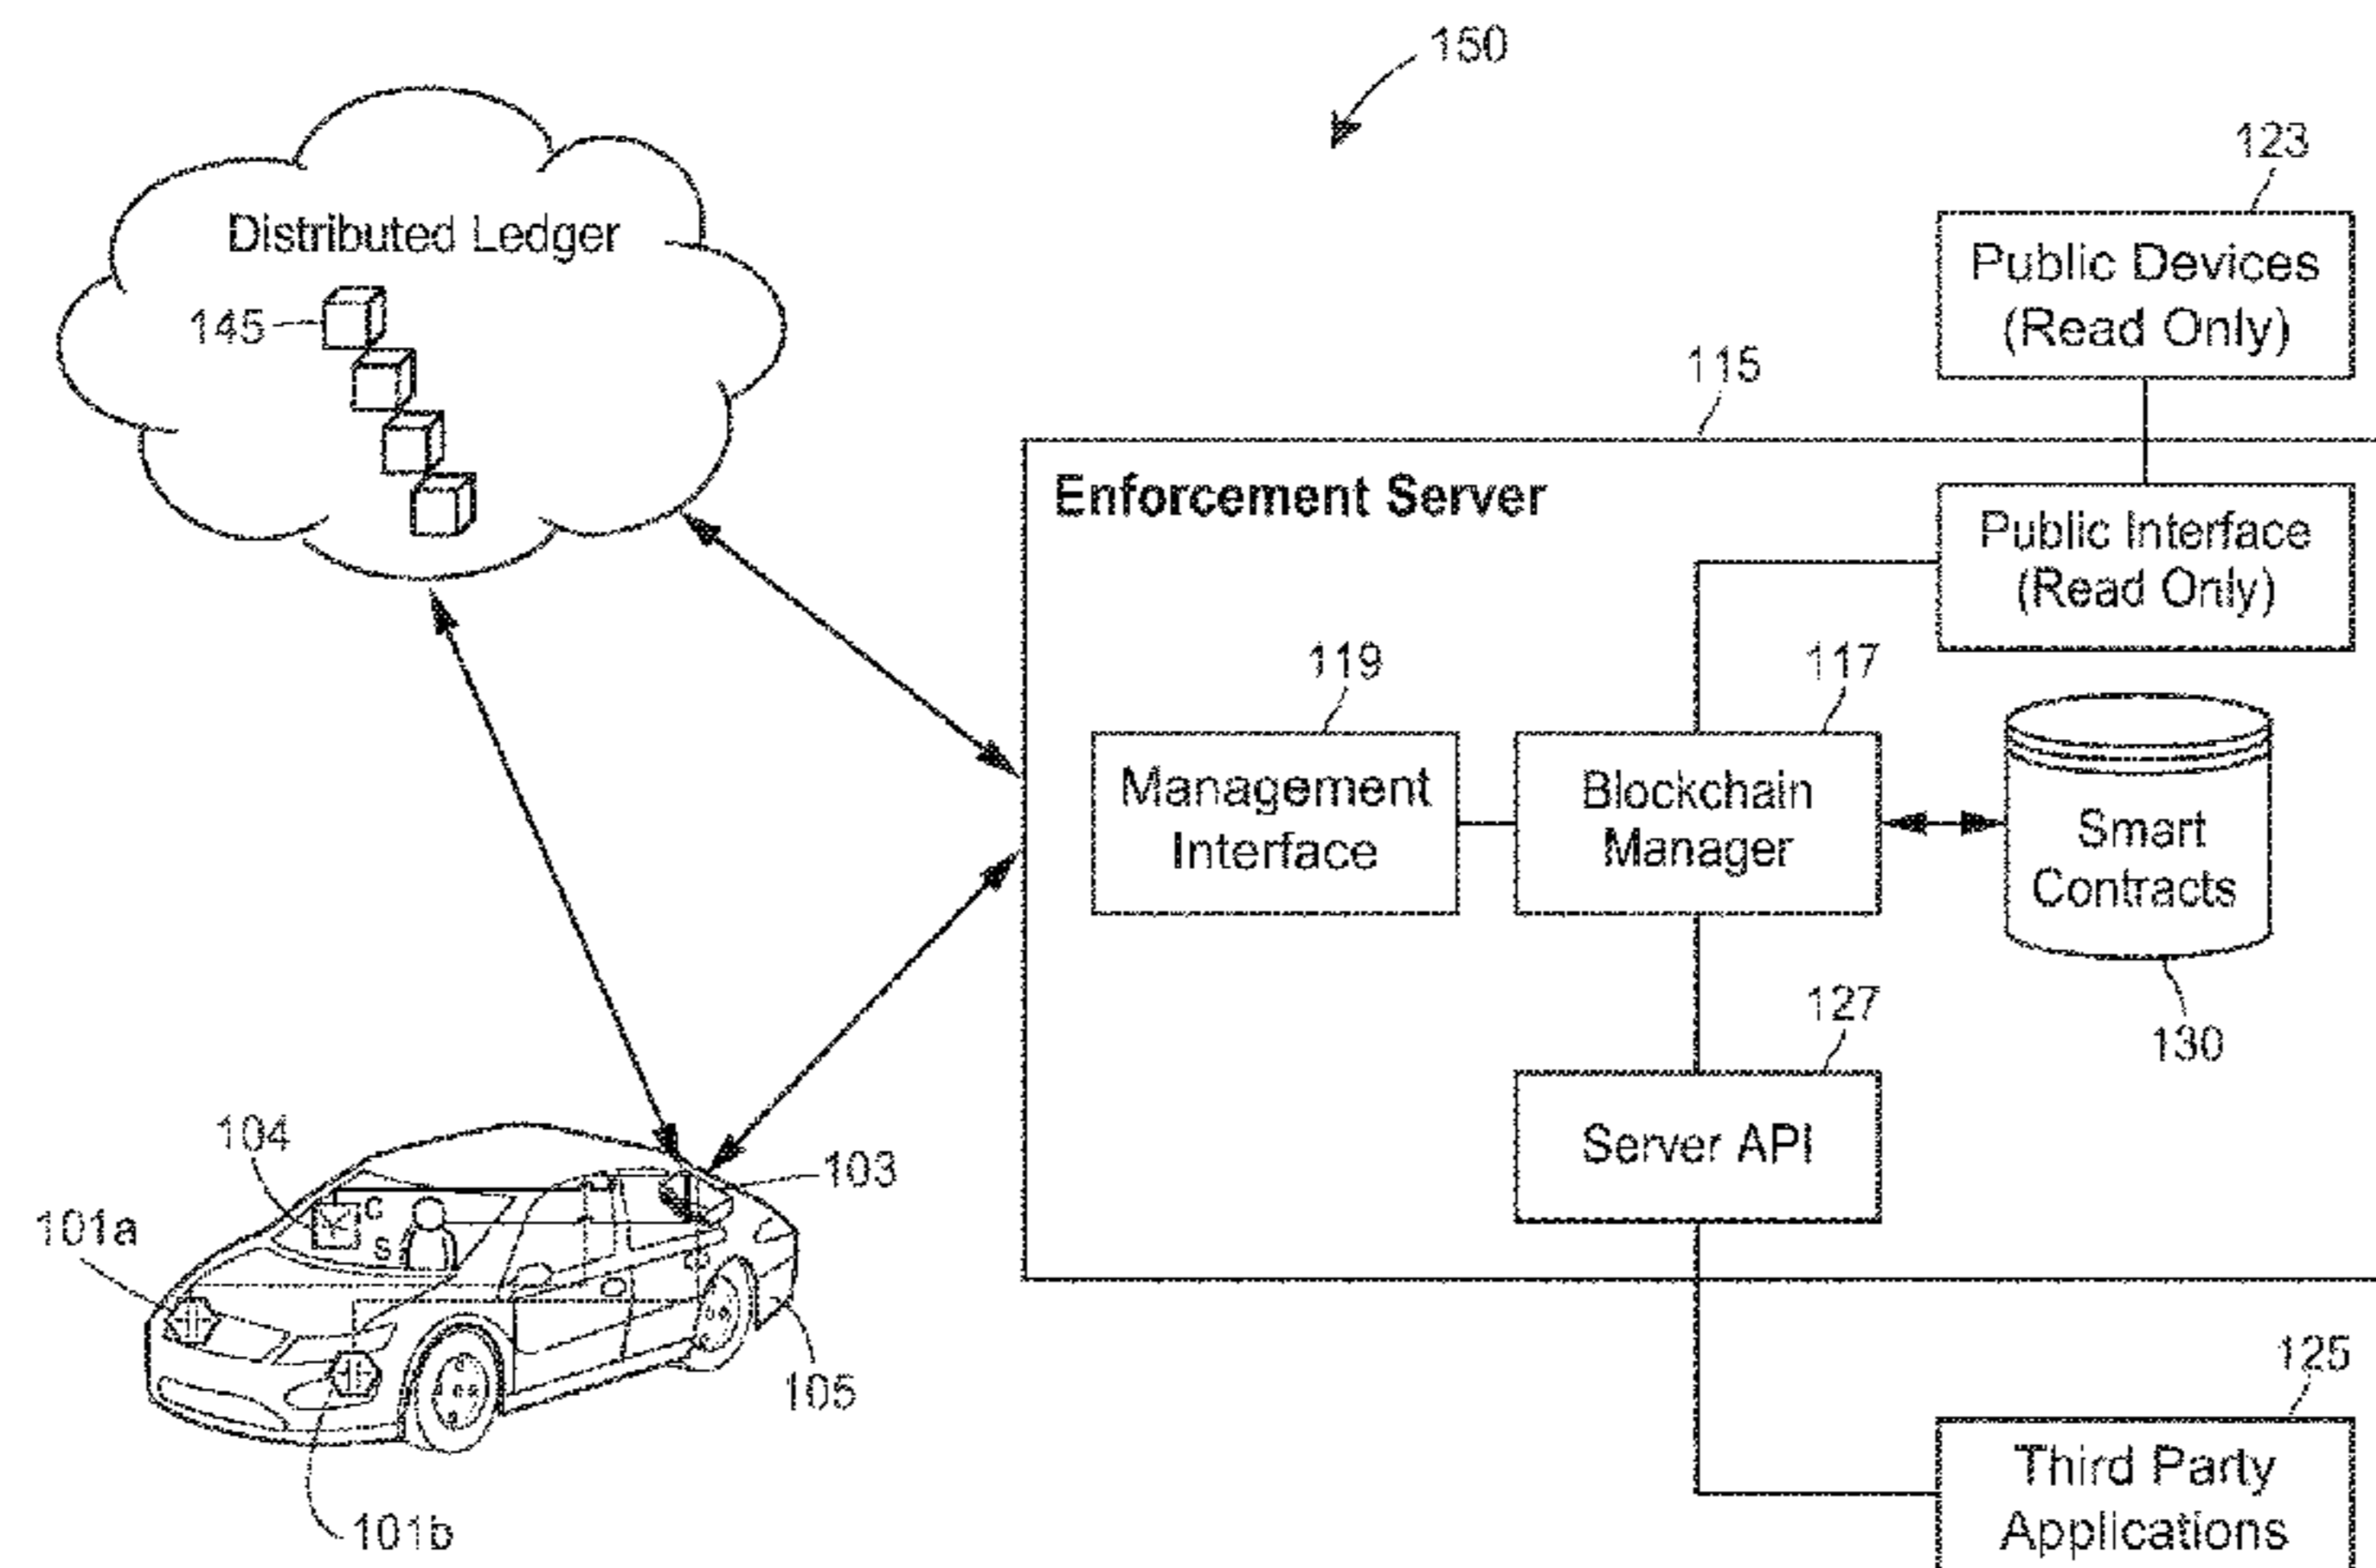 150
123
Distributed Ledger
Public Devices
(Read Only)
145
115
Enforcement Server
Public Interface
(Read Only)
119
117
Management
Interface
Blockchain
Manager
Smart
Contracts
127
130
Server API
104
103
101a
C
S
105
125
Third Party
Applications
101b